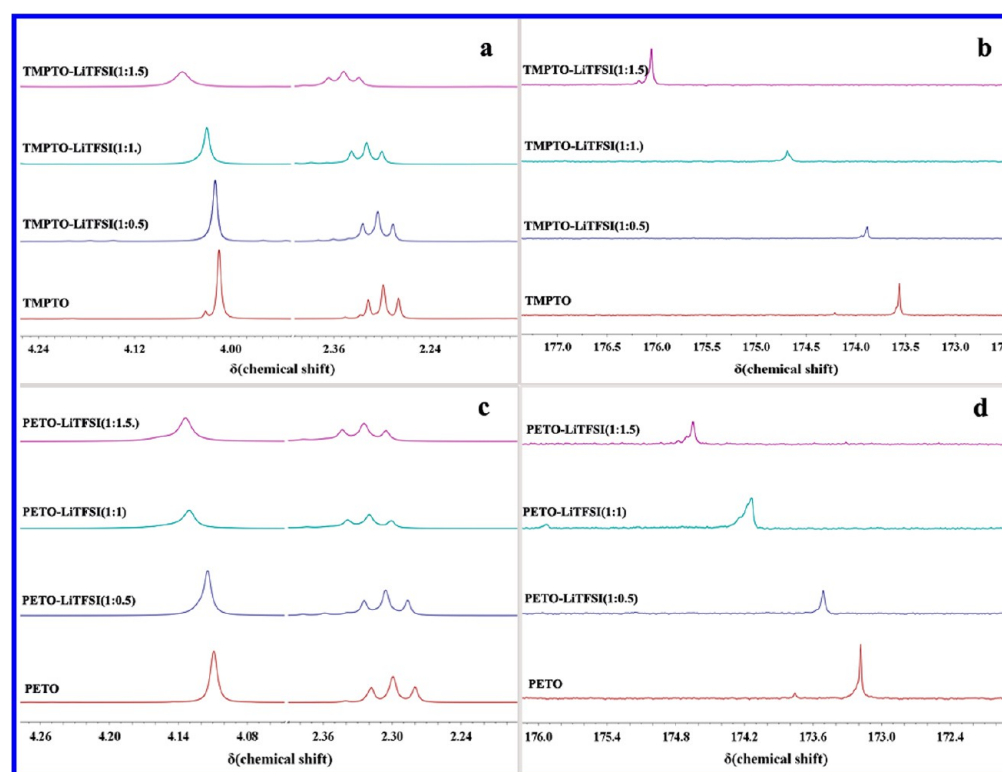 a
TMPTO-LiTFSI(1:1.5)
TMPTO-LiTFSI(1:1.)
TMPTO-LiTFSI(1:0.5)
TMPTO
4.24 4.12 4.00 2.36 2.24
δ(chemical shift)
b
TMPTO-LiTFSI(1:1.5)
TMPTO-LiTFSI(1:1.)
TMPTO-LiTFSI(1:0.5)
TMPTO
177.0 176.5 176.0 175.5 175.0 174.5 174.0 173.5 173.0 17
δ(chemical shift)
c
PETO-LiTFSI(1:1.5.)
PETO-LiTFSI(1:1)
PETO-LiTFSI(1:0.5)
PETO
4.26 4.20 4.14 2.36 2.30 2.24
δ(chemical shift)
d
PETO-LiTFSI(1:1.5)
PETO-LiTFSI(1:1)
PETO-LiTFSI(1:0.5)
PETO
176.0 175.4 174.8 174.2 173.6 173.0 172.4
δ(chemical shift)